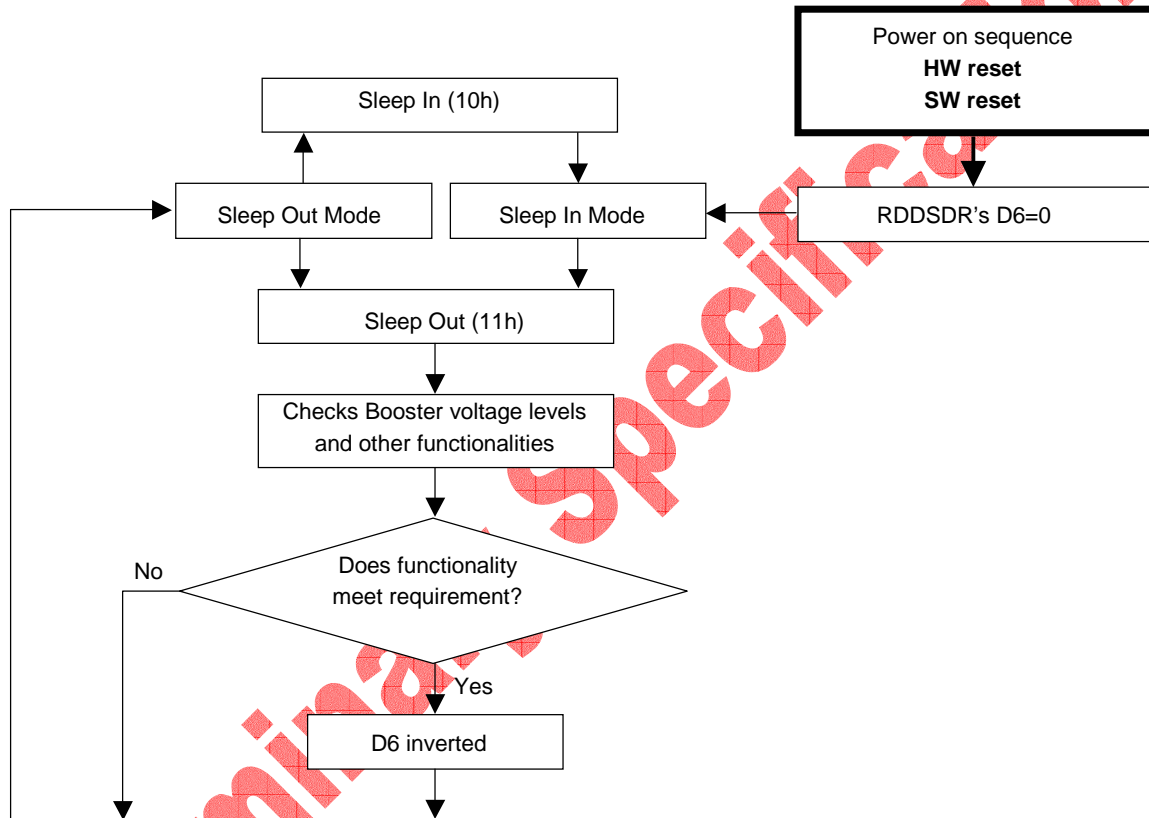 Power on sequence
HW reset
SW reset
Sleep In (10h)
Sleep Out Mode
Sleep In Mode
RDDSDR's D6=0
Sleep Out (11h)
Checks Booster voltage levels
and other functionalities
Does functionality
meet requirement?
No
Yes
D6 inverted